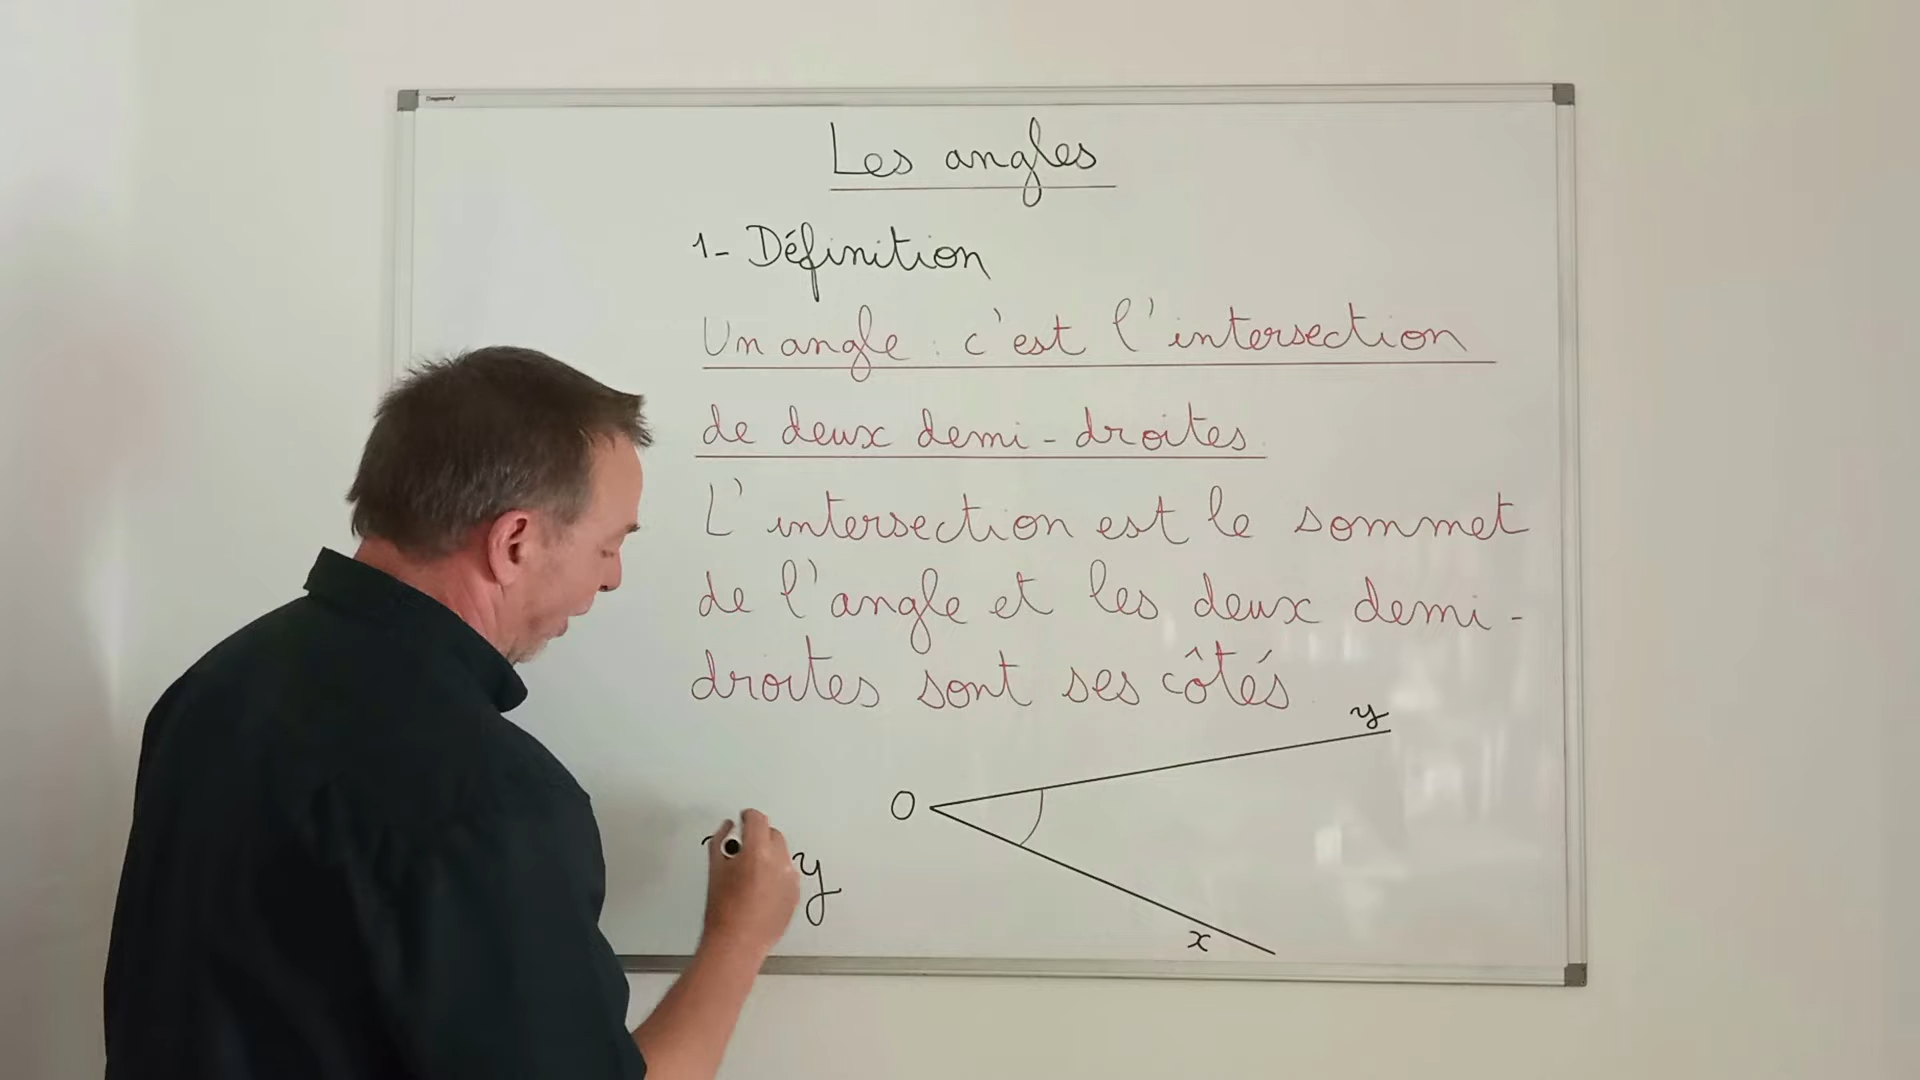 Les angles
1- Définition
Un angle : c'est l'intersection
de deux demi-droites
L'intersection est le sommet
de l'angle et les deux demi-
droites sont ses côtés
y
O
y
x